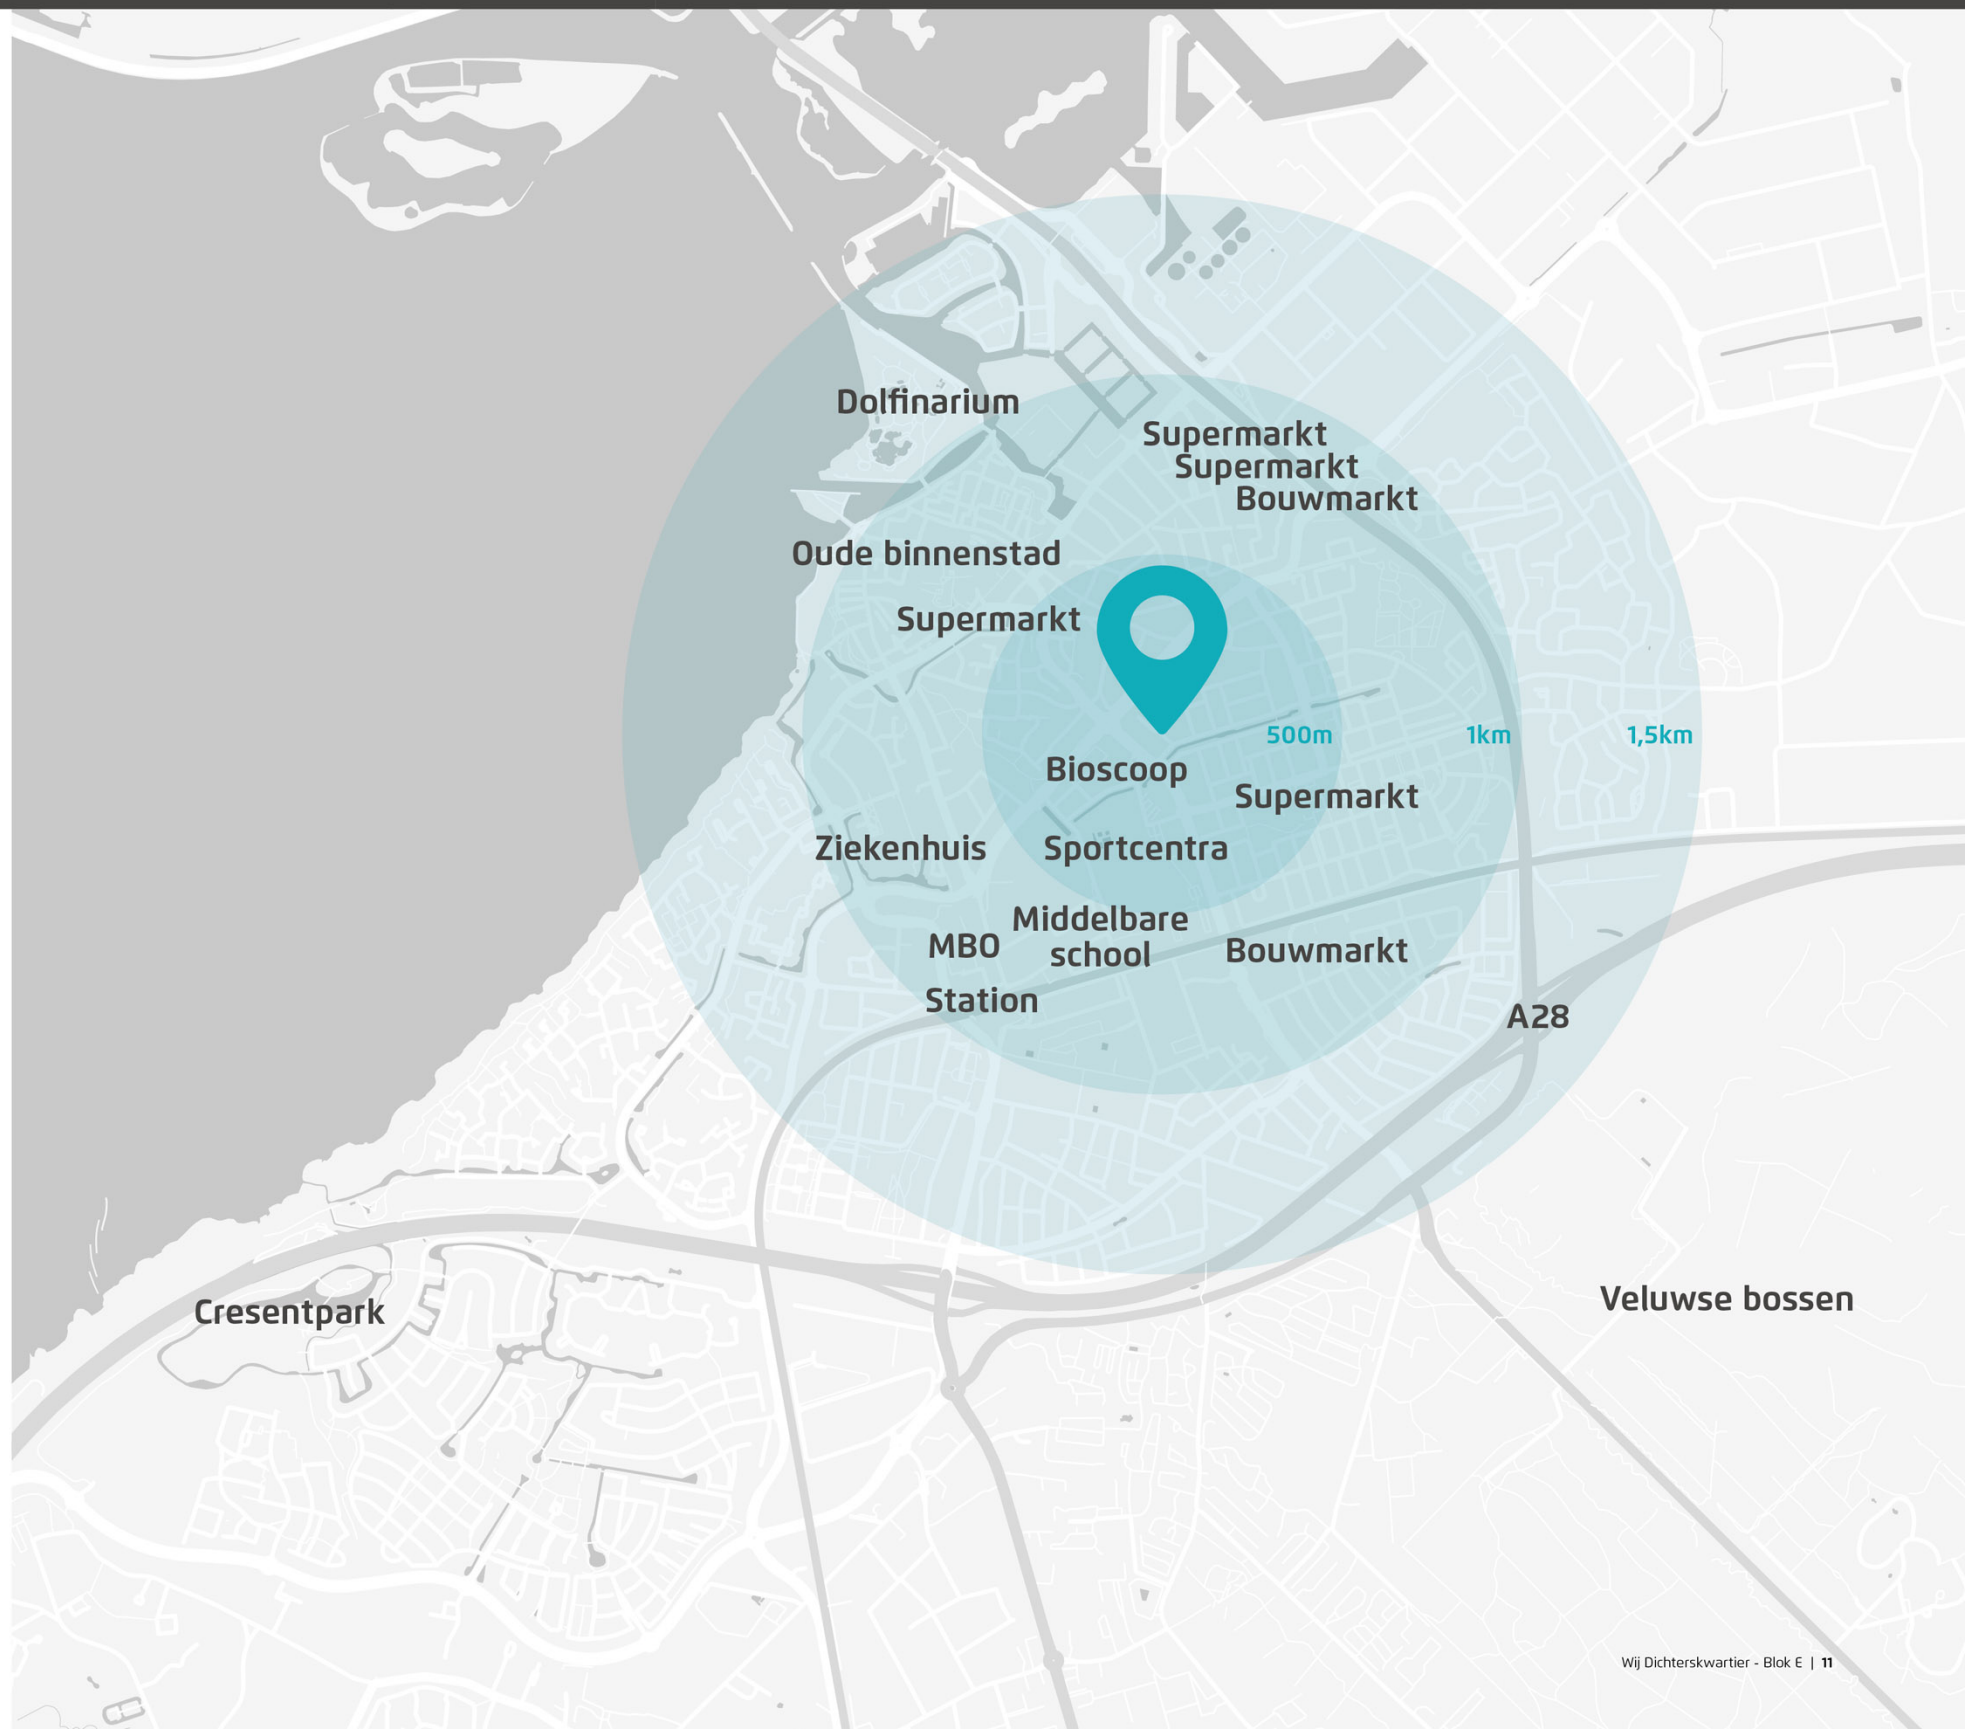 Dolfinarium
Supermarkt
Supermarkt
Bouwmarkt
Oude binnenstad
Supermarkt
500m
1km
1,5km
Bioscoop
Supermarkt
Ziekenhuis
Sportcentra
Middelbare
school
MBO
Bouwmarkt
Station
A28
Cresentpark
Veluwse bossen
Wij Dichterskwartier - Blok E | 11